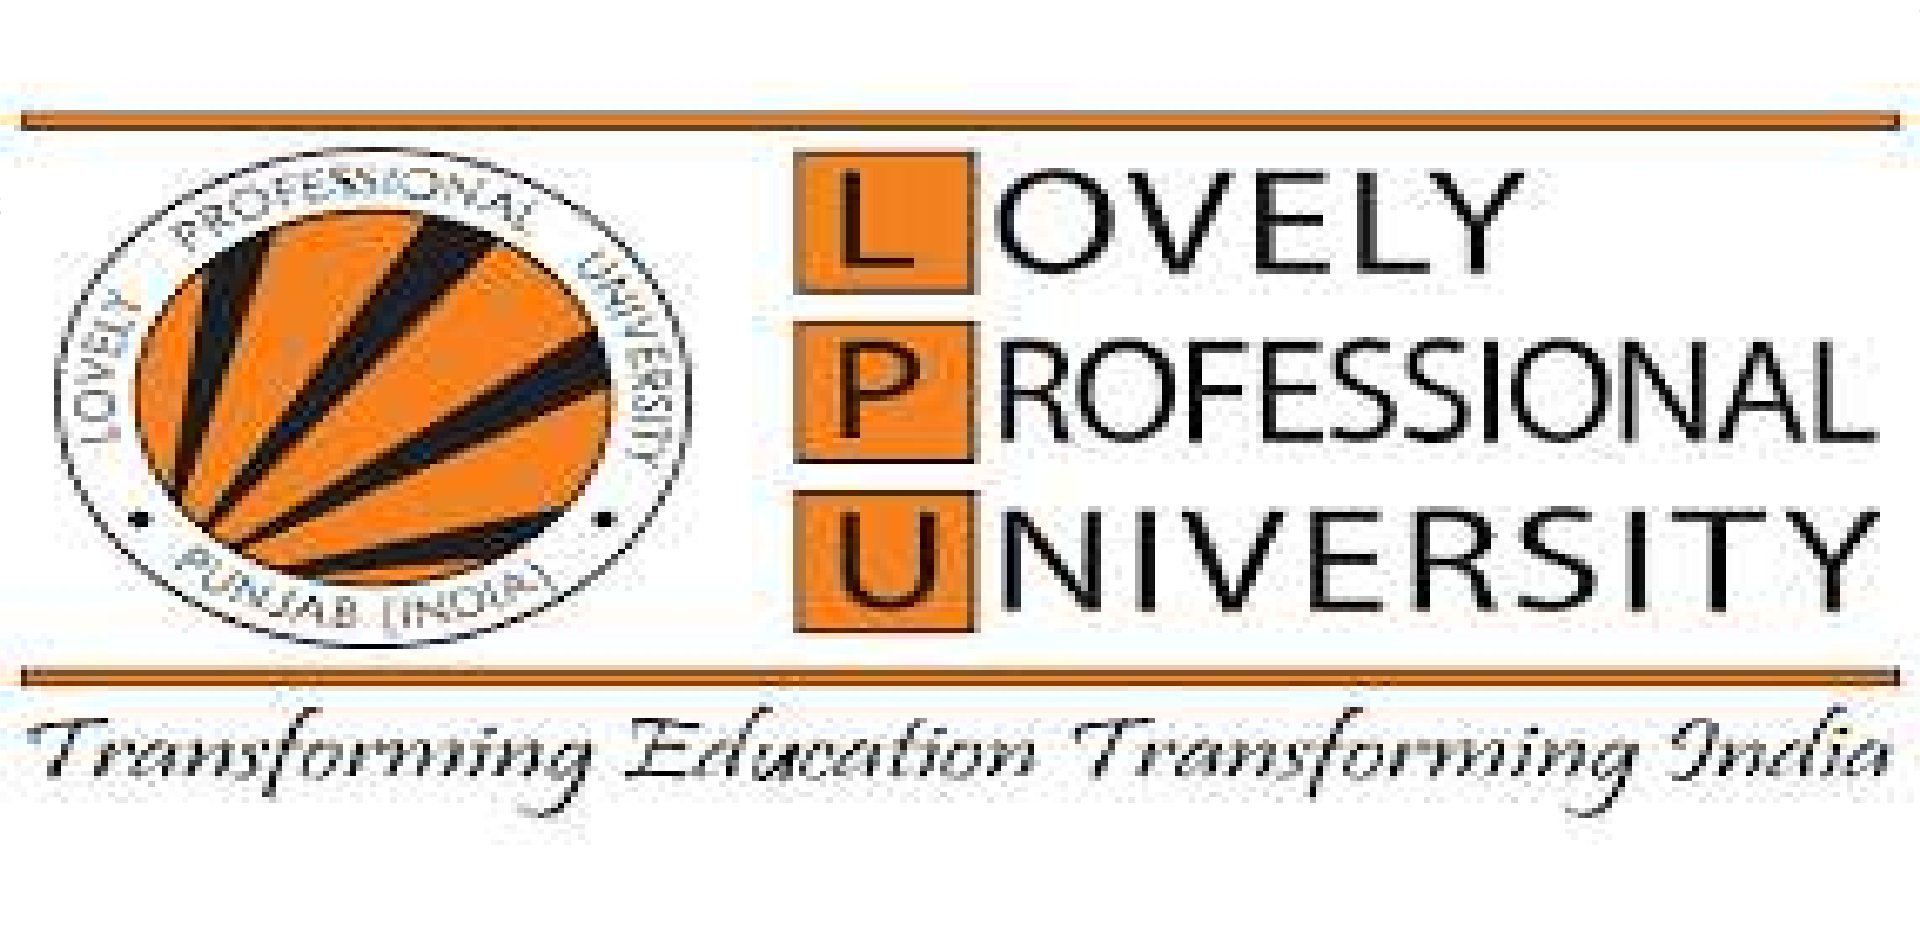 LOVELY PROFESSIONAL UNIVERSITY
PUNJAB (INDIA)
LOVELY
PROFESSIONAL
UNIVERSITY
Transforming Education Transforming India